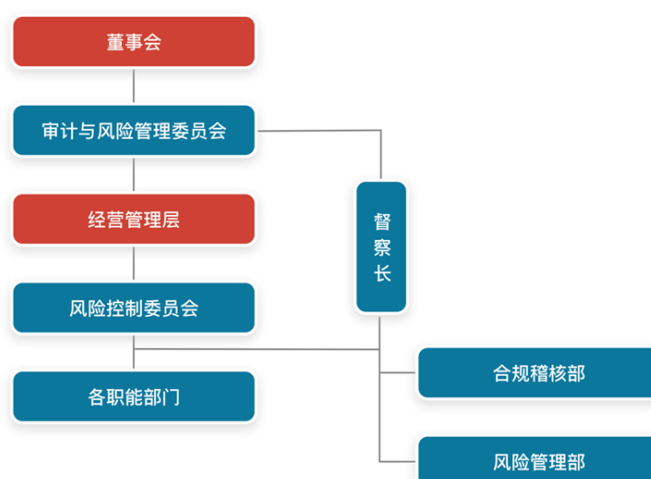 董事会
审计与风险管理委员会
经营管理层
督察长
风险控制委员会
合规稽核部
各职能部门
风险管理部